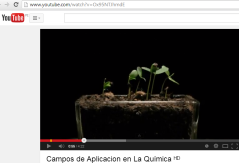 www.youtube.com/watch?v=
YouTube
Campos de Aplicacion en La Química HD